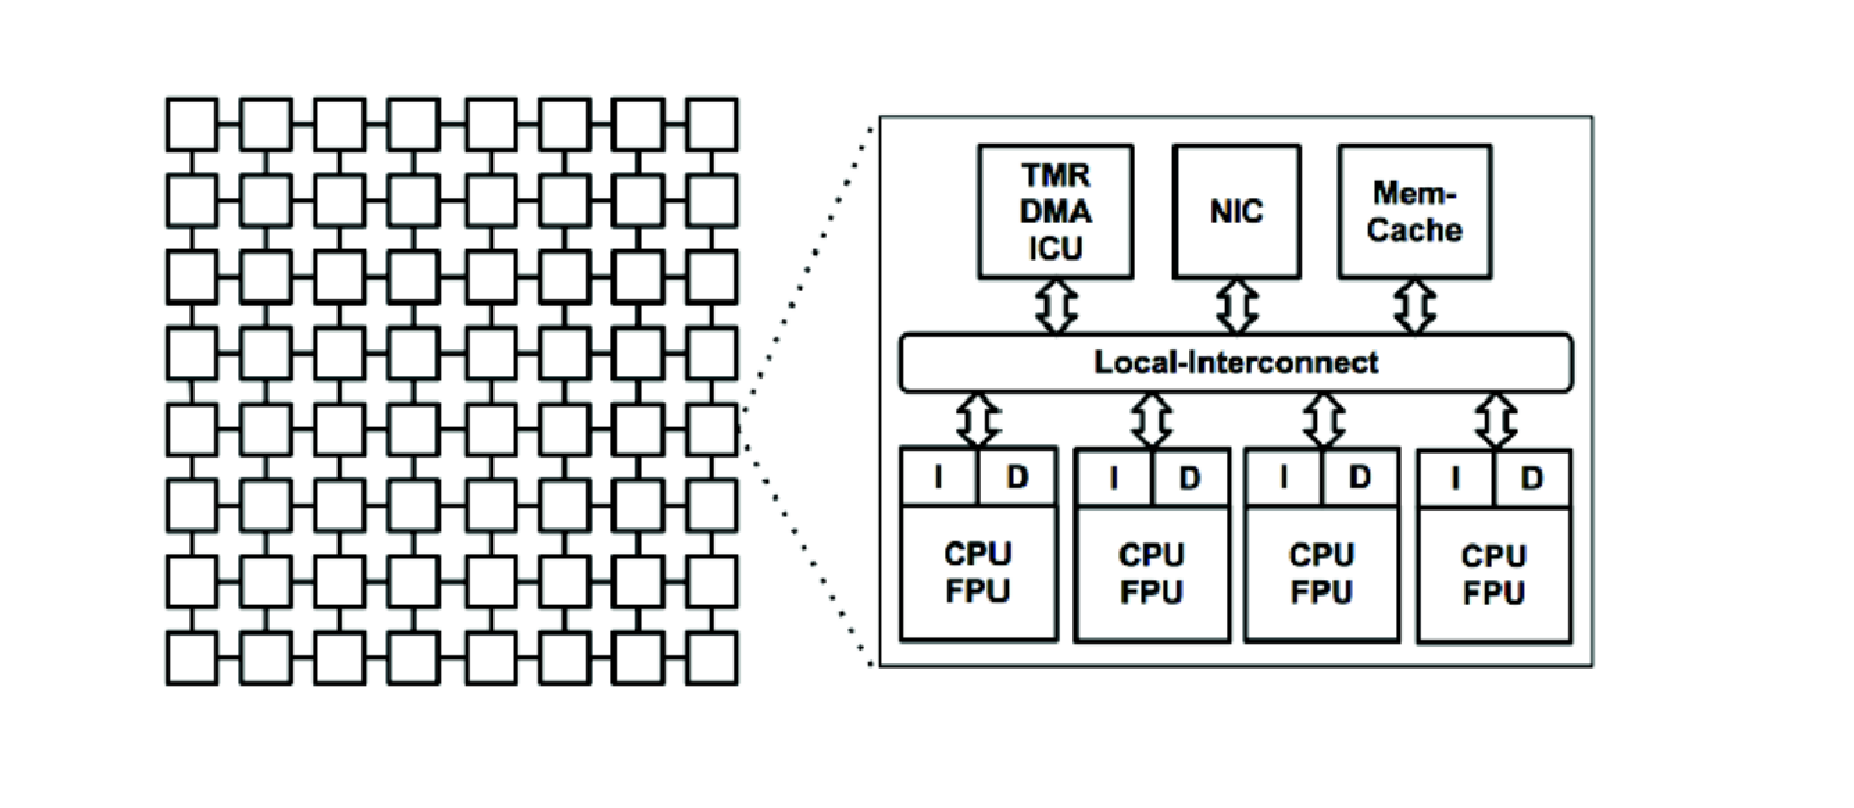 TMR
DMA
ICU
NIC
Mem-
Cache
Local-Interconnect
I D
CPU
FPU
I D
CPU
FPU
I D
CPU
FPU
I D
CPU
FPU